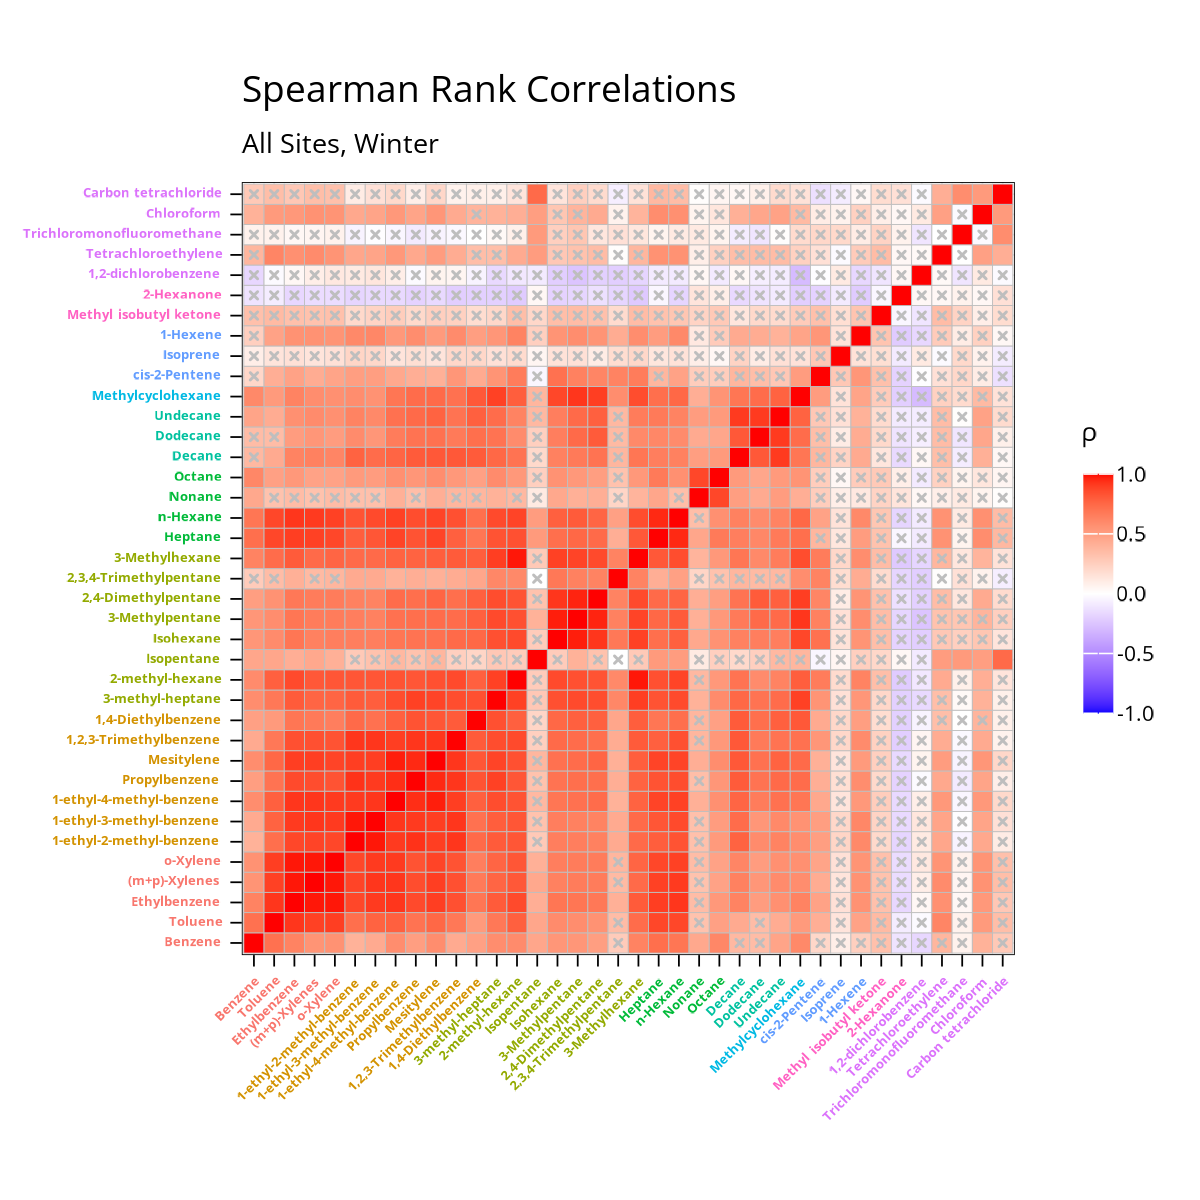 Spearman Rank Correlations
All Sites, Winter
Carbon tetrachloride
Chloroform
Trichloromonofluoromethane
Tetrachloroethylene
1,2-dichlorobenzene
2-Hexanone
Methyl isobutyl ketone
1-Hexene
Isoprene
cis-2-Pentene
Methylcyclohexane
Undecane
Dodecane
Decane
Octane
Nonane
n-Hexane
Heptane
3-Methylhexane
2,3,4-Trimethylpentane
2,4-Dimethylpentane
3-Methylpentane
Isohexane
Isopentane
2-methyl-hexane
3-methyl-heptane
1,4-Diethylbenzene
1,2,3-Trimethylbenzene
Mesitylene
Propylbenzene
1-ethyl-4-methyl-benzene
1-ethyl-3-methyl-benzene
1-ethyl-2-methyl-benzene
o-Xylene
(m+p)-Xylenes
Ethylbenzene
Toluene
Benzene
Benzene
Toluene
Ethylbenzene
(m+p)-Xylenes
o-Xylene
1-ethyl-2-methyl-benzene
1-ethyl-3-methyl-benzene
1-ethyl-4-methyl-benzene
Propylbenzene
Mesitylene
1,2,3-Trimethylbenzene
1,4-Diethylbenzene
3-methyl-heptane
2-methyl-hexane
Isopentane
Isohexane
3-Methylpentane
2,4-Dimethylpentane
2,3,4-Trimethylpentane
3-Methylhexane
Heptane
n-Hexane
Nonane
Octane
Decane
Dodecane
Undecane
Methylcyclohexane
cis-2-Pentene
Isoprene
1-Hexene
Methyl isobutyl ketone
2-Hexanone
1,2-dichlorobenzene
Tetrachloroethylene
Trichloromonofluoromethane
Chloroform
Carbon tetrachloride
ρ
1.0
0.5
0.0
-0.5
-1.0